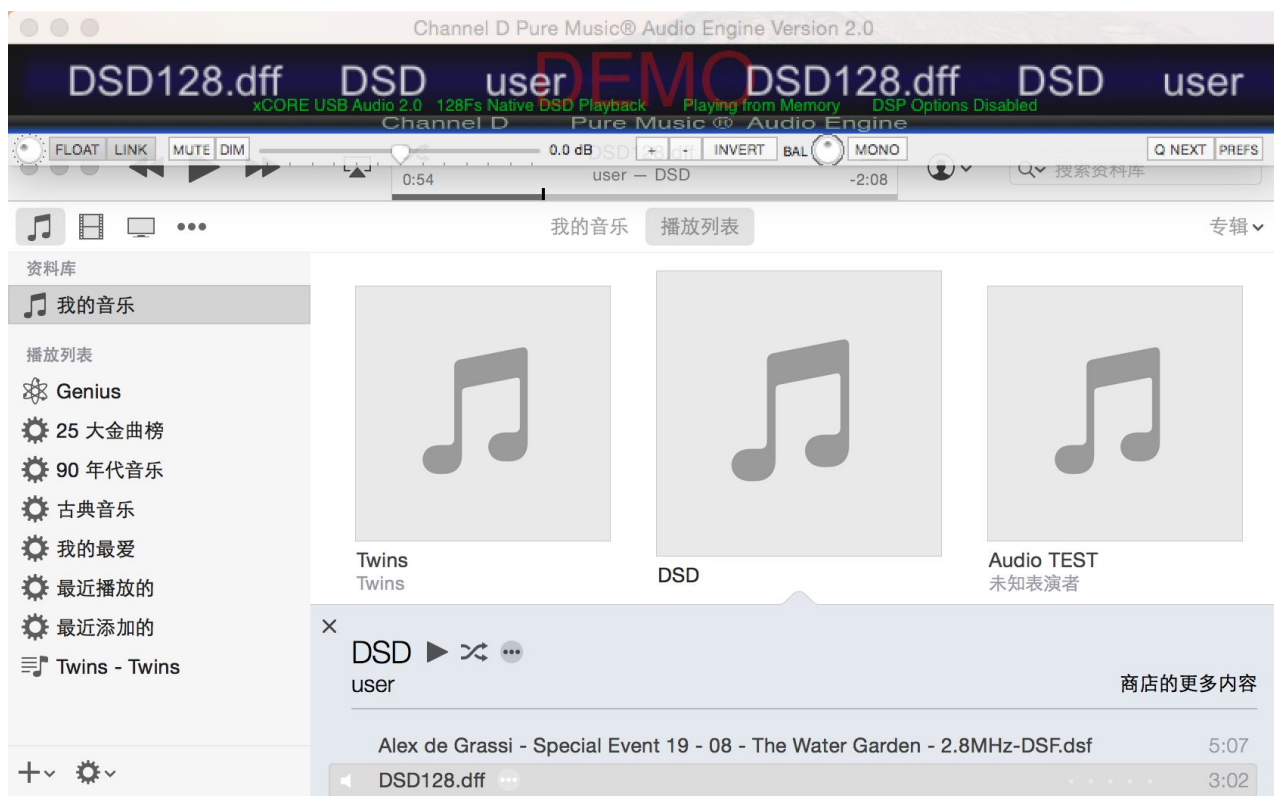 Channel D Pure Music® Audio Engine Version 2.0
DSD128.dff DSD user DSD128.dff DSD user
DEMO
xCORE USB Audio 2.0 128Fs Native DSD Playback Playing from Memory DSP Options Disabled
Channel D Pure Music ® Audio Engine
FLOAT LINK MUTE DIM 0.0 dB + - INVERT BAL MONO Q NEXT PREFS
DSD128.dff
0:54 user — DSD -2:08 搜索资料库
我的音乐 播放列表 专辑
资料库
我的音乐
播放列表
Genius
25 大金曲榜
90 年代音乐
古典音乐
我的最爱
最近播放的
最近添加的
Twins - Twins
Twins
Twins
DSD
Audio TEST
未知表演者
DSD
user 商店的更多内容
Alex de Grassi - Special Event 19 - 08 - The Water Garden - 2.8MHz-DSF.dsf 5:07
DSD128.dff 3:02